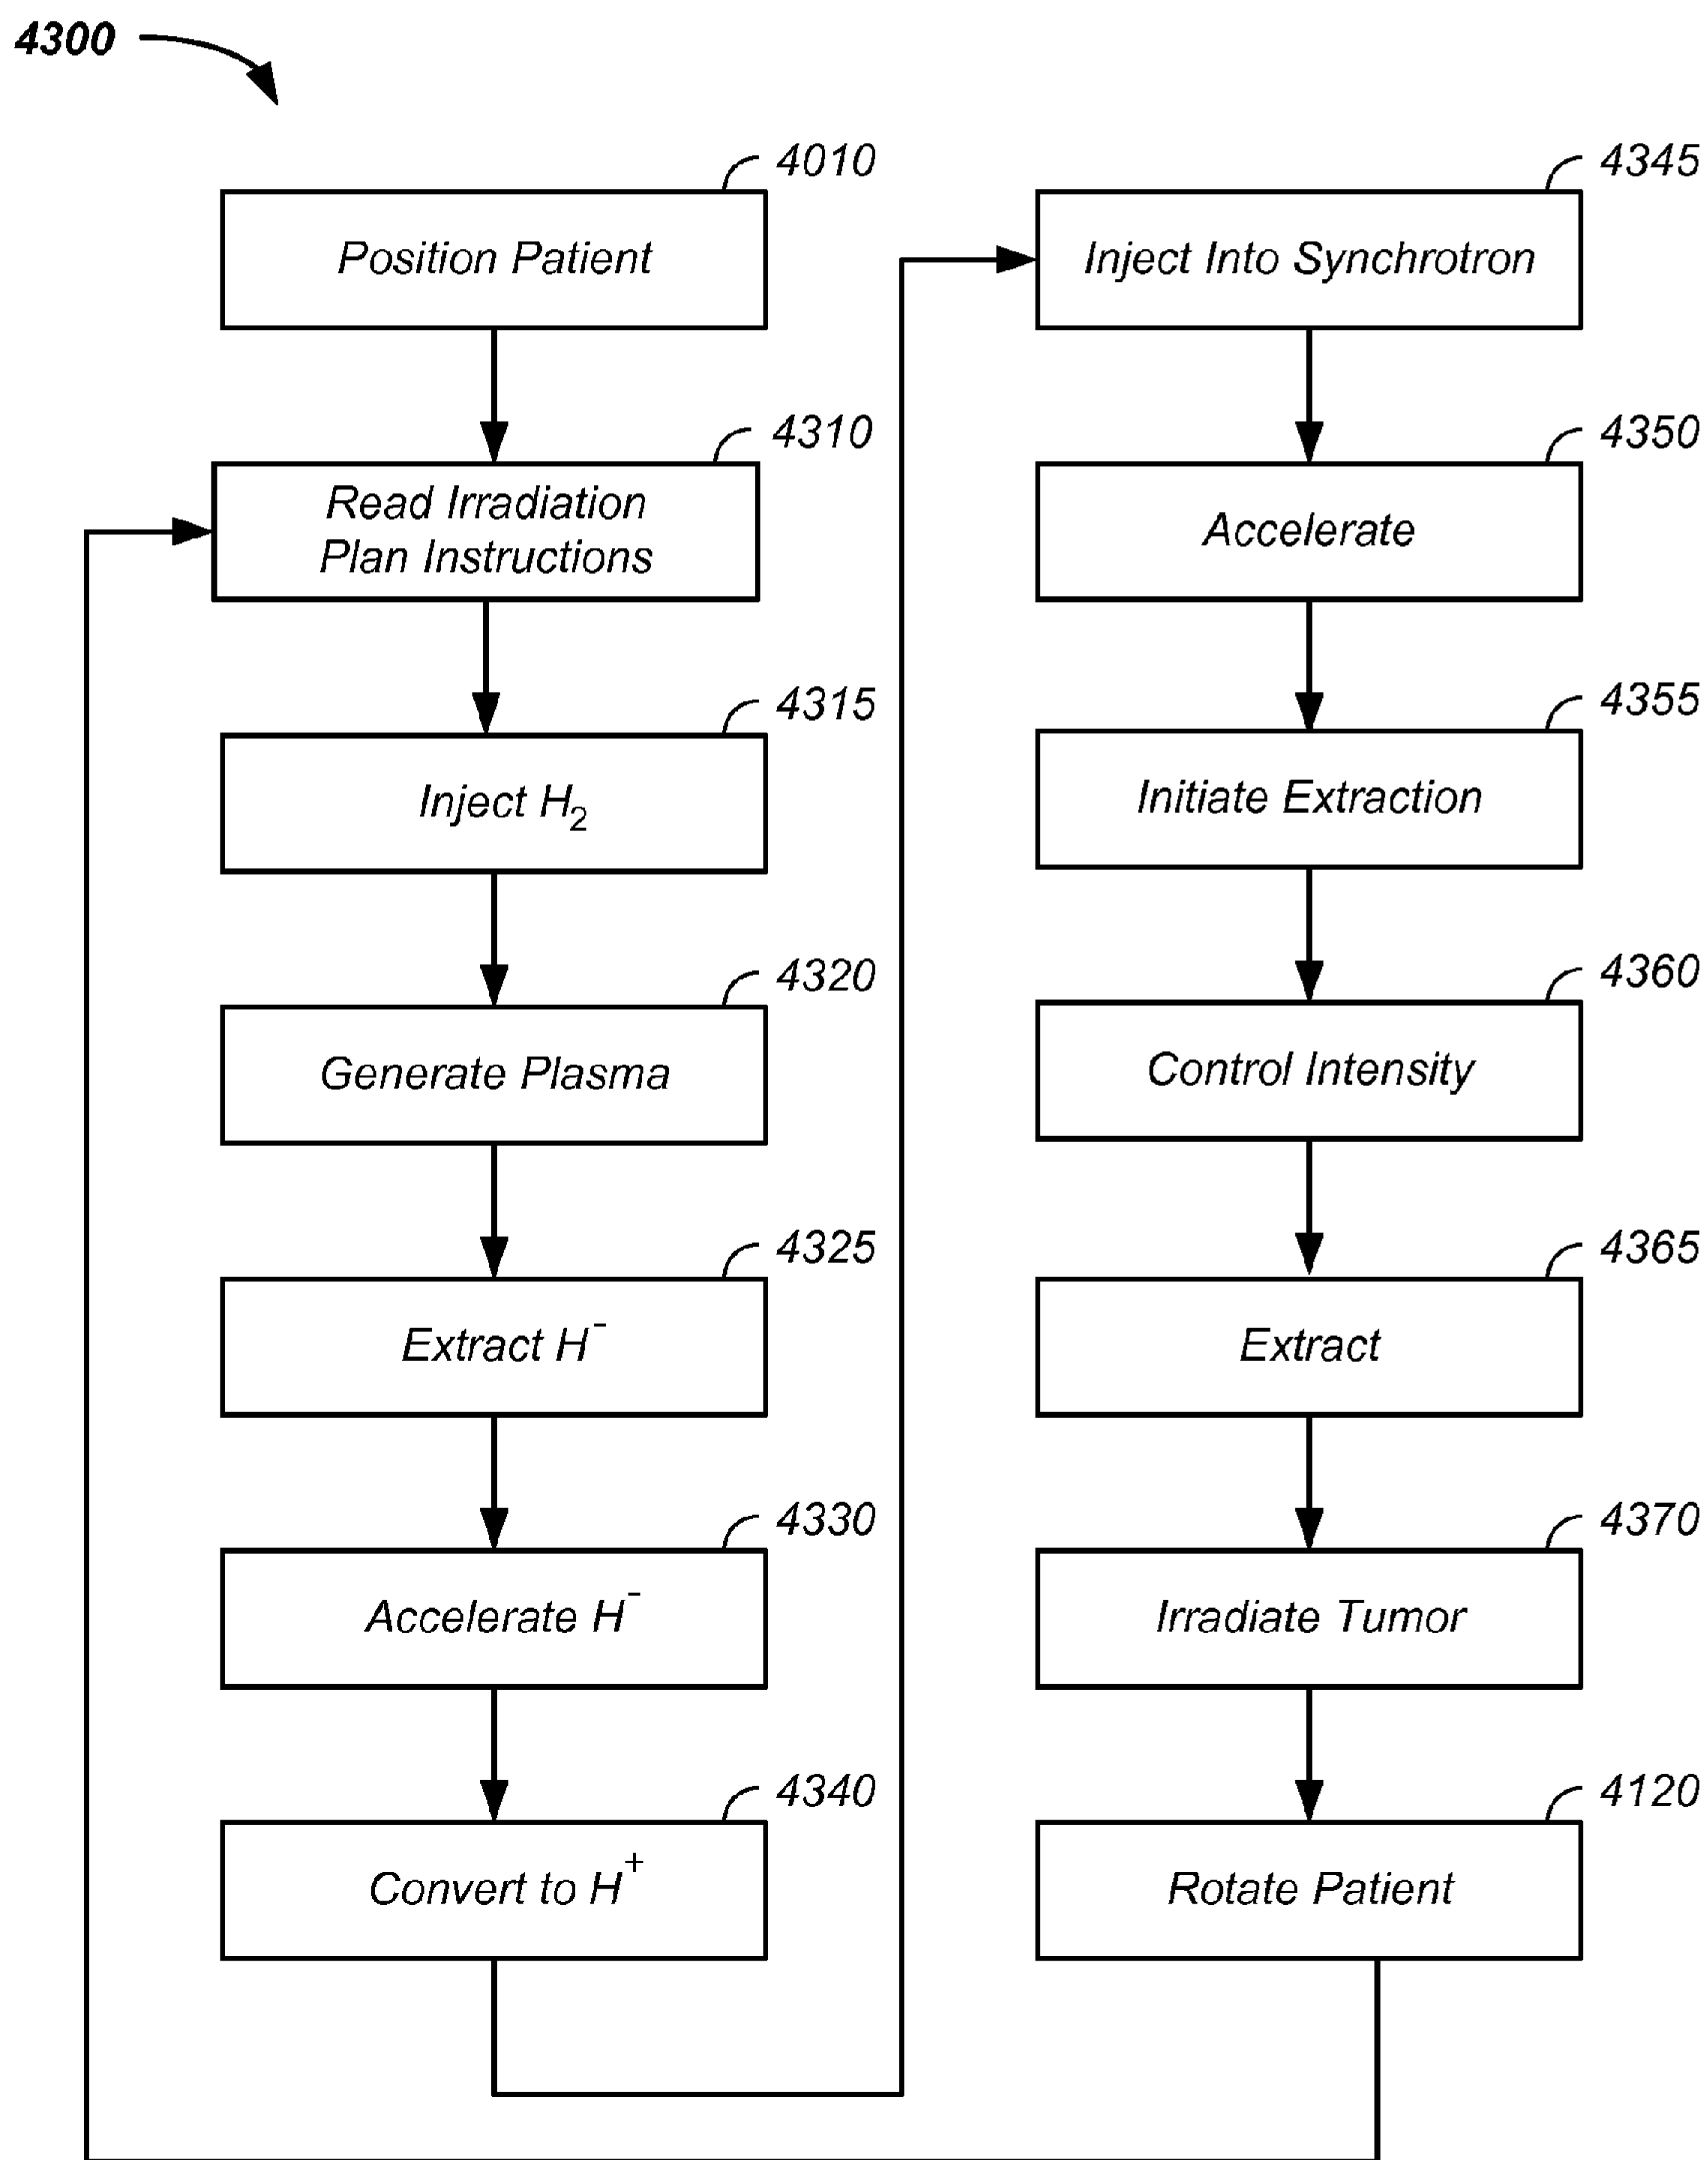 4300
4010
Position Patient
4310
Read Irradiation
Plan Instructions
4315
Inject H₂
4320
Generate Plasma
4325
Extract H⁻
4330
Accelerate H⁻
4340
Convert to H⁺
4345
Inject Into Synchrotron
4350
Accelerate
4355
Initiate Extraction
4360
Control Intensity
4365
Extract
4370
Irradiate Tumor
4120
Rotate Patient